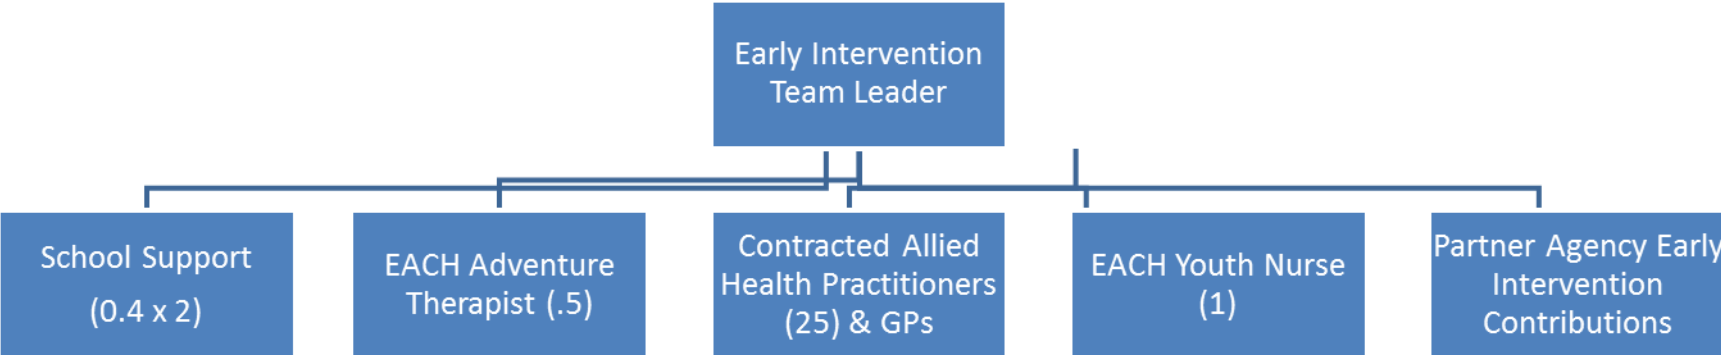 Early Intervention
Team Leader
School Support
(0.4 x 2)
EACH Adventure
Therapist (.5)
Contracted Allied
Health Practitioners
(25) & GPs
EACH Youth Nurse
(1)
Partner Agency Early
Intervention
Contributions